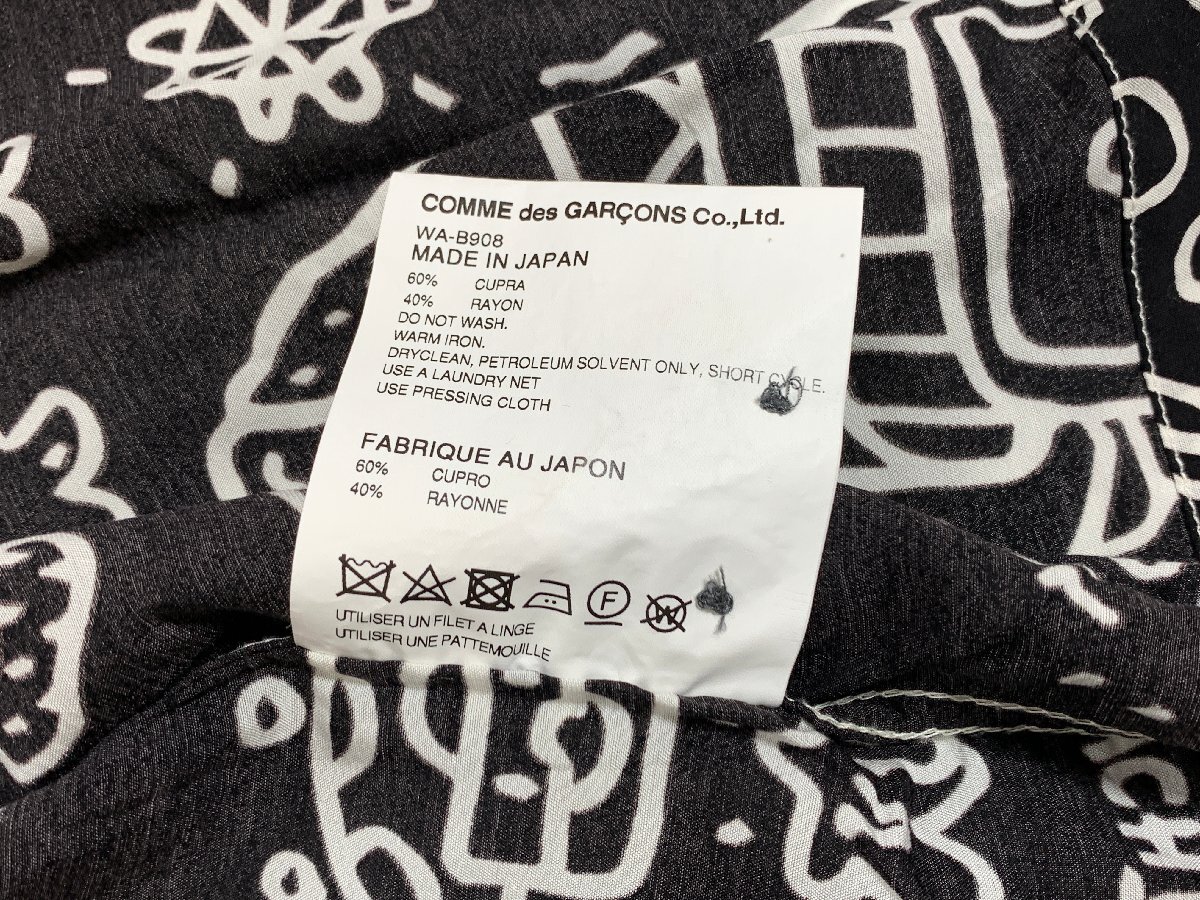 COMME des GARÇONS Co.,Ltd.
WA-B908
MADE IN JAPAN
60% CUPRA
40% RAYON
DO NOT WASH.
WARM IRON.
DRYCLEAN, PETROLEUM SOLVENT ONLY, SHORT CYCLE.
USE A LAUNDRY NET
USE PRESSING CLOTH
FABRIQUE AU JAPON
60% CUPRO
40% RAYONNE
F W
UTILISER UN FILET A LINGE
UTILISER UNE PATTEMOUILLE